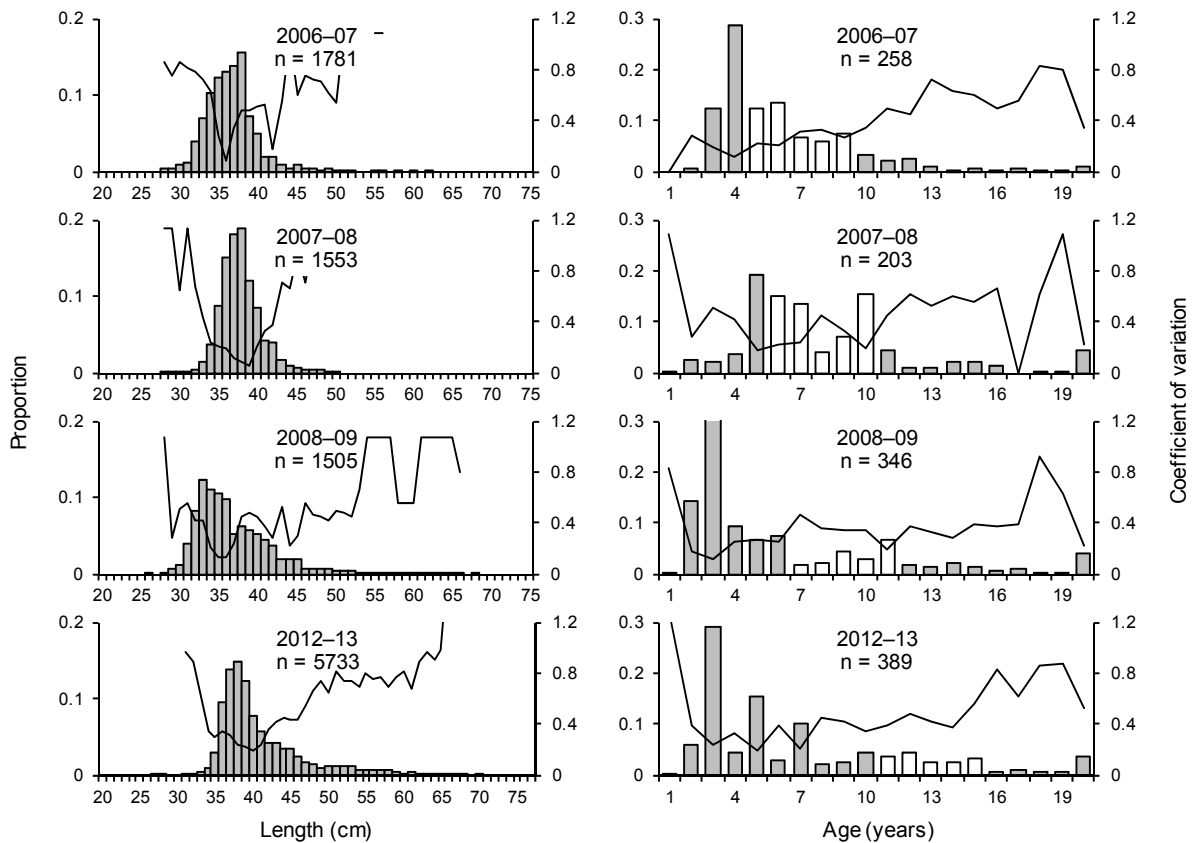 0.2 1.2 0.3 1.2
2006–07 2006–07
n = 1781 n = 258
0.8 0.2 0.8
0.1
0.4 0.1 0.4
0 0 0 0
20 25 30 35 40 45 50 55 60 65 70 75 1 4 7 10 13 16 19
0.2 1.2 0.3 1.2
2007–08 2007–08
n = 1553 n = 203
0.8 0.2 0.8
0.1
0.4 0.1 0.4
0 0 0 0
20 25 30 35 40 45 50 55 60 65 70 75 1 4 7 10 13 16 19
0.2 1.2 0.3 1.2
2008–09 2008–09
n = 1505 n = 346
0.8 0.2 0.8
0.1
0.4 0.1 0.4
0 0 0 0
20 25 30 35 40 45 50 55 60 65 70 75 1 4 7 10 13 16 19
0.2 1.2 0.3 1.2
2012–13 2012–13
n = 5733 n = 389
0.8 0.2 0.8
0.1
0.4 0.1 0.4
0 0 0 0
20 25 30 35 40 45 50 55 60 65 70 75 1 4 7 10 13 16 19
Length (cm) Age (years)
Proportion
Coefficient of variation